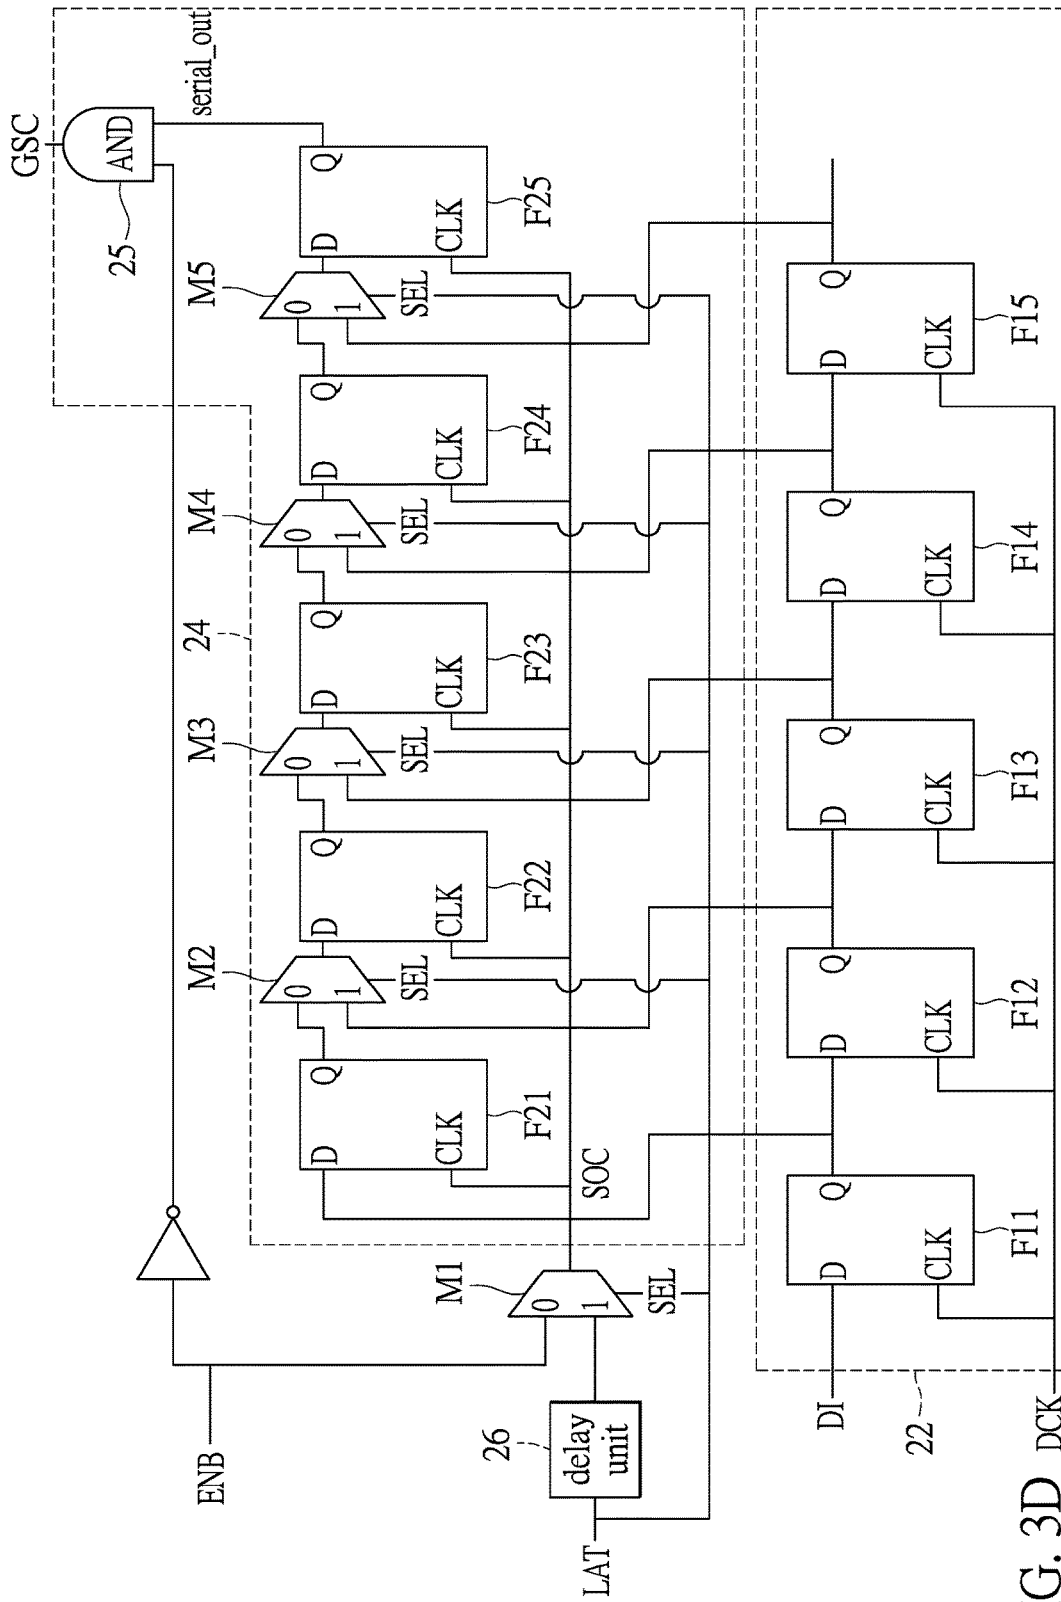 GSC
AND
25
serial_out
ENB
24
M1
0
1
SEL
M2
0
1
SEL
M3
0
1
SEL
M4
0
1
SEL
M5
0
1
SEL
D
Q
CLK
F21
D
Q
CLK
F22
D
Q
CLK
F23
D
Q
CLK
F24
D
Q
CLK
F25
SOC
LAT
26
delay
unit
DI
D
Q
CLK
F11
D
Q
CLK
F12
D
Q
CLK
F13
D
Q
CLK
F14
D
Q
CLK
F15
22
DCK
G. 3D